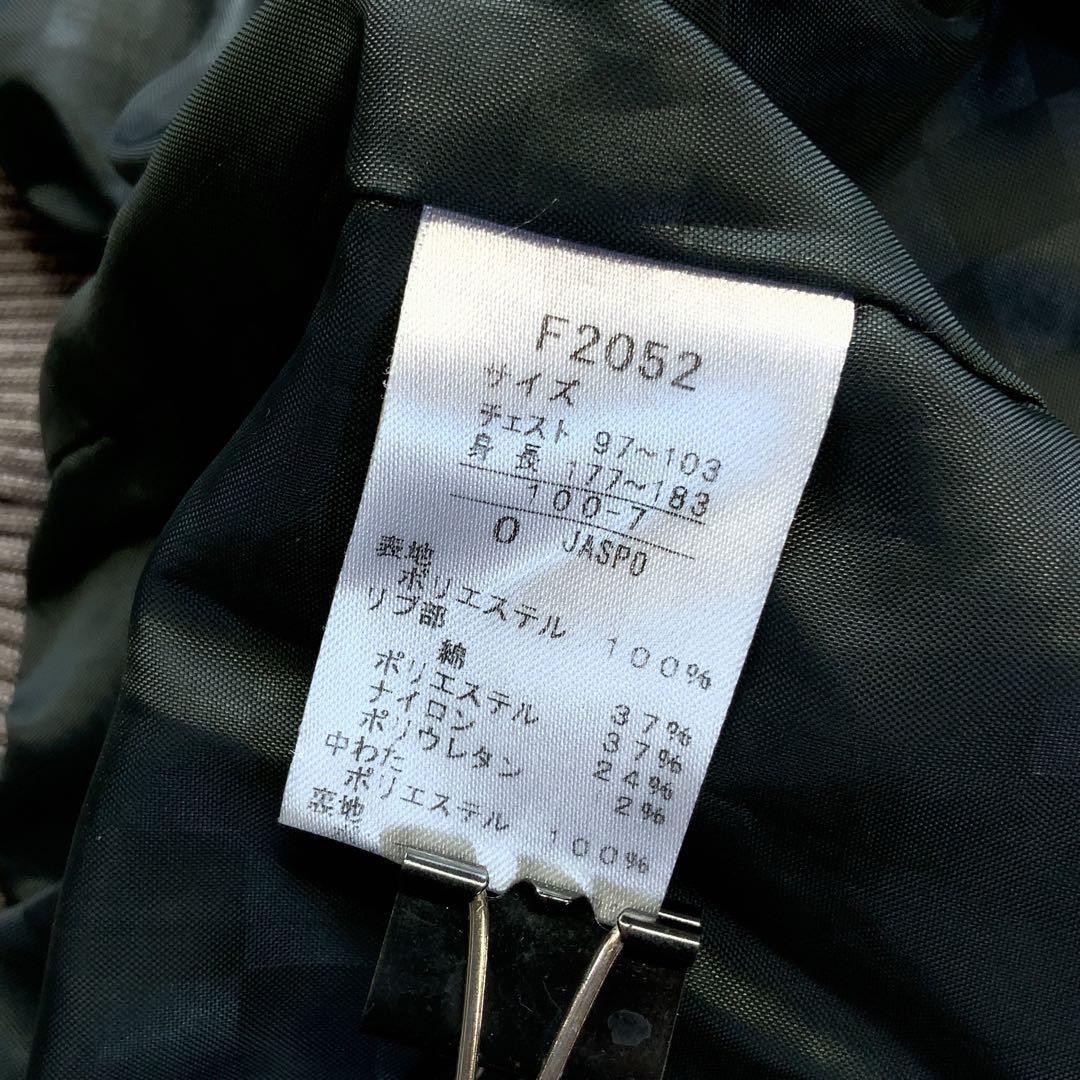 F2052
サイズ
チェスト 97~103
身長 177~183
100-7
O JASPO
表地
ポリエステル 100%
リブ部
綿 37%
ポリエステル 37%
ナイロン 24%
ポリウレタン 2%
中わた
ポリエステル 100%
表地